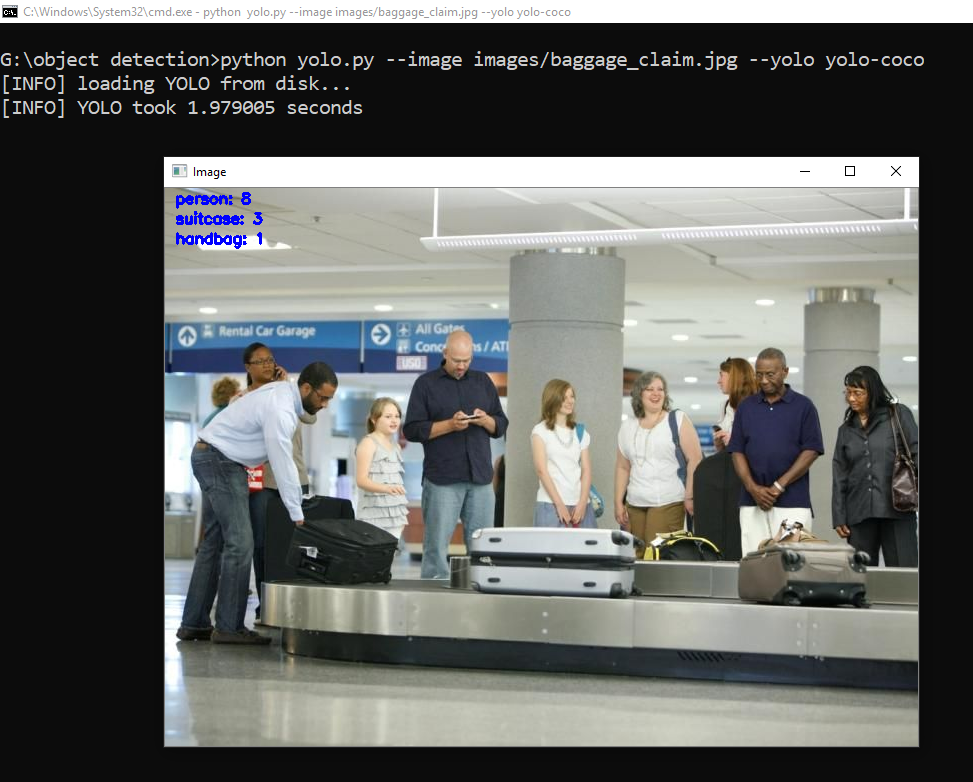 C:\Windows\System32\cmd.exe - python  yolo.py --image images/baggage_claim.jpg --yolo yolo-coco
G:\object detection>python yolo.py --image images/baggage_claim.jpg --yolo yolo-coco
[INFO] loading YOLO from disk...
[INFO] YOLO took 1.979005 seconds
Image
person: 8
suitcase: 3
handbag: 1
Rental Car Garage
All Gates
/ ATM